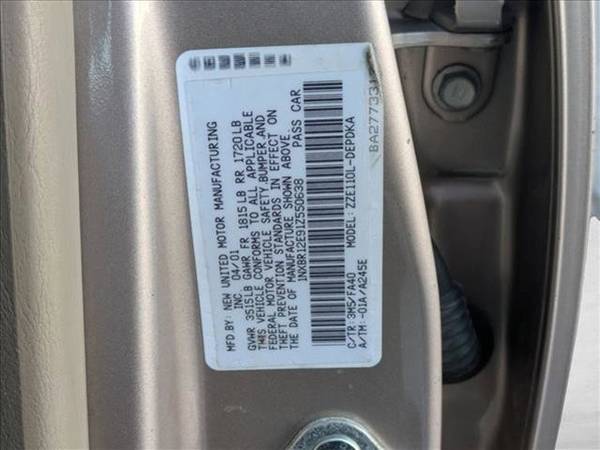 MFD BY: NEW UNITED MOTOR MANUFACTURING
INC 04/01
GVWR 3515LB GAWR FR 1815LB RR 1720LB
THIS VEHICLE CONFORMS TO ALL APPLICABLE
FEDERAL MOTOR VEHICLE SAFETY BUMPER AND
THEFT PREVENTION STANDARDS IN EFFECT ON
THE DATE OF MANUFACTURE SHOWN ABOVE.
1NXBR12E91Z550638 PASS CAR
C/TR: 3M5/FA40 MODEL: ZZE110L-DEPDKA
A/TM: -01A/A245E